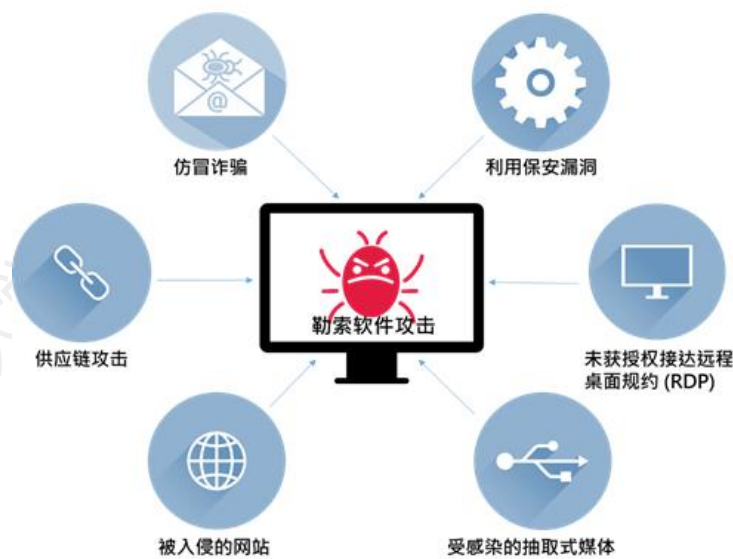 @
仿冒诈骗
利用保安漏洞
勒索软件攻击
供应链攻击
未获授权接达远程
桌面规约 (RDP)
被入侵的网站
受感染的抽取式媒体